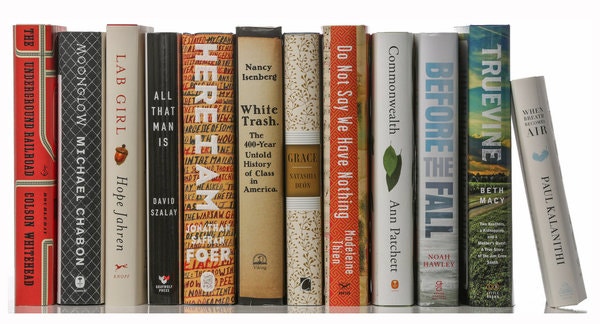 THE UNDERGROUND RAILROAD
COLSON WHITEHEAD
MOONGLOW
MICHAEL CHABON
LAB GIRL
Hope Jahren
KNOPF
ALL THAT MAN IS
DAVID SZALAY
HERE I AM
JONATHAN SAFRAN FOER
Nancy Isenberg
White Trash.
The 400-Year Untold History of Class in America.
Viking
GRACE
NATASHIA DEON
Do Not Say We Have Nothing
Madeleine Thien
Commonwealth
Ann Patchett
BEFORE THE FALL
NOAH HAWLEY
TRUEVINE
BETH MACY
WHEN BREATH BECOMES AIR
PAUL KALANITHI